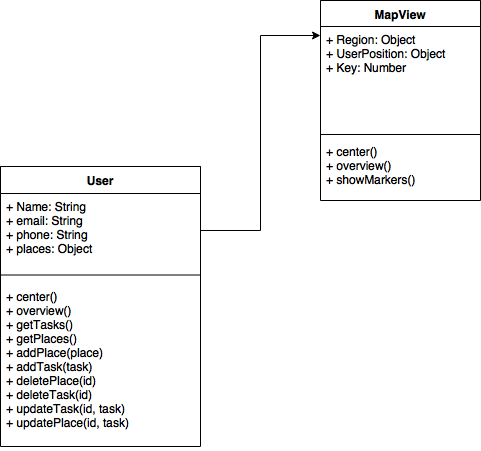 MapView
+ Region: Object
+ UserPosition: Object
+ Key: Number
+ center()
+ overview()
+ showMarkers()
User
+ Name: String
+ email: String
+ phone: String
+ places: Object
+ center()
+ overview()
+ getTasks()
+ getPlaces()
+ addPlace(place)
+ addTask(task)
+ deletePlace(id)
+ deleteTask(id)
+ updateTask(id, task)
+ updatePlace(id, task)